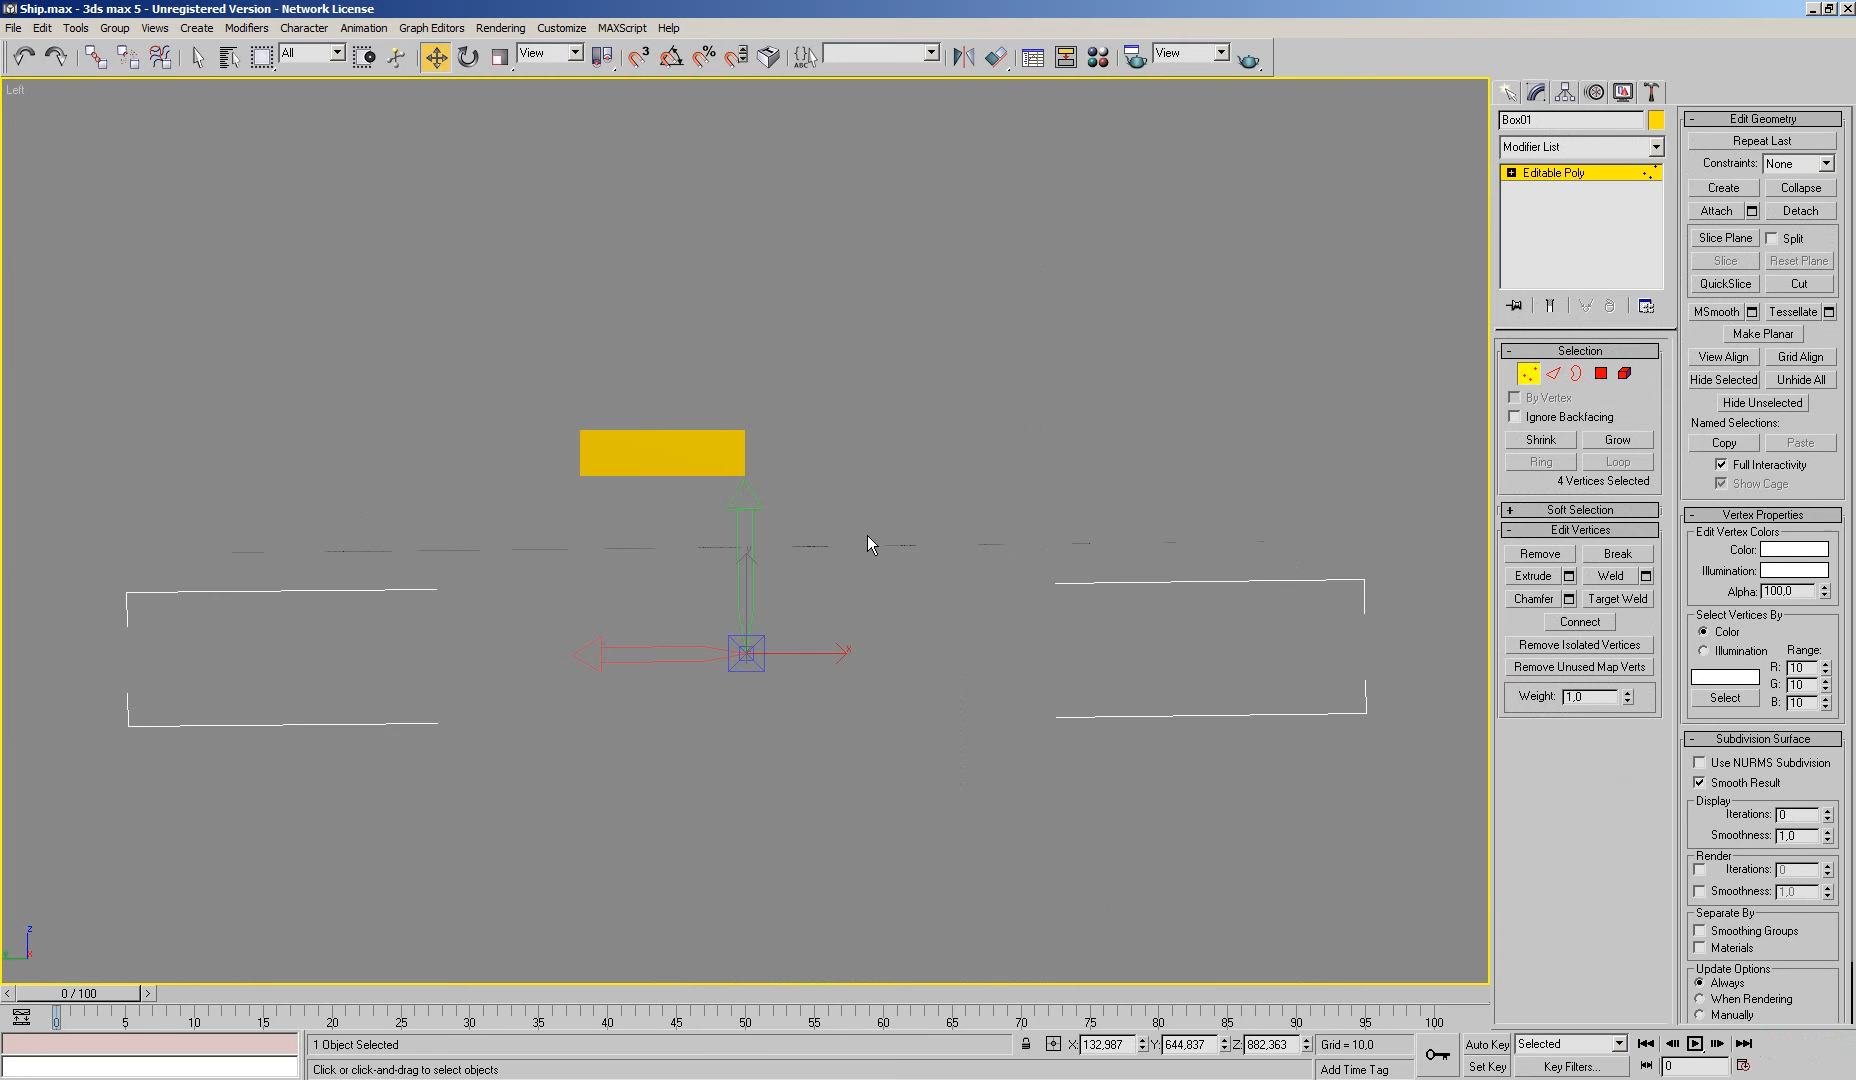 Ship.max - 3ds max 5 - Unregistered Version - Network License
File Edit Tools Group Views Create Modifiers Character Animation Graph Editors Rendering Customize MAXScript Help
All View 3 % ABC View
Left
Box01
Modifier List
Editable Poly
Selection
By Vertex
Ignore Backfacing
Shrink Grow
Ring Loop
4 Vertices Selected
Soft Selection
Edit Vertices
Remove Break
Extrude Weld
Chamfer Target Weld
Connect
Remove Isolated Vertices
Remove Unused Map Verts
Weight: 1,0
Edit Geometry
Repeat Last
Constraints: None
Create Collapse
Attach Detach
Slice Plane Split
Slice Reset Plane
QuickSlice Cut
MSmooth Tessellate
Make Planar
View Align Grid Align
Hide Selected Unhide All
Hide Unselected
Named Selections:
Copy Paste
Full Interactivity
Show Cage
Vertex Properties
Edit Vertex Colors
Color:
Illumination:
Alpha: 100,0
Select Vertices By
Color
Illumination Range:
R: 10
G: 10
Select
B: 10
Subdivision Surface
Use NURMS Subdivision
Smooth Result
Display
Iterations: 0
Smoothness: 1,0
Render
Iterations: 0
Smoothness: 1,0
Separate By
Smoothing Groups
Materials
Update Options
Always
When Rendering
Manually
x
z
y x
< 0 / 100 >
0 5 10 15 20 25 30 35 40 45 50 55 60 65 70 75 80 85 90 95 100
1 Object Selected X: 132,987 Y: 644,837 Z: 882,363 Grid = 10,0 Auto Key Selected
Click or click-and-drag to select objects Add Time Tag Set Key Key Filters... 0